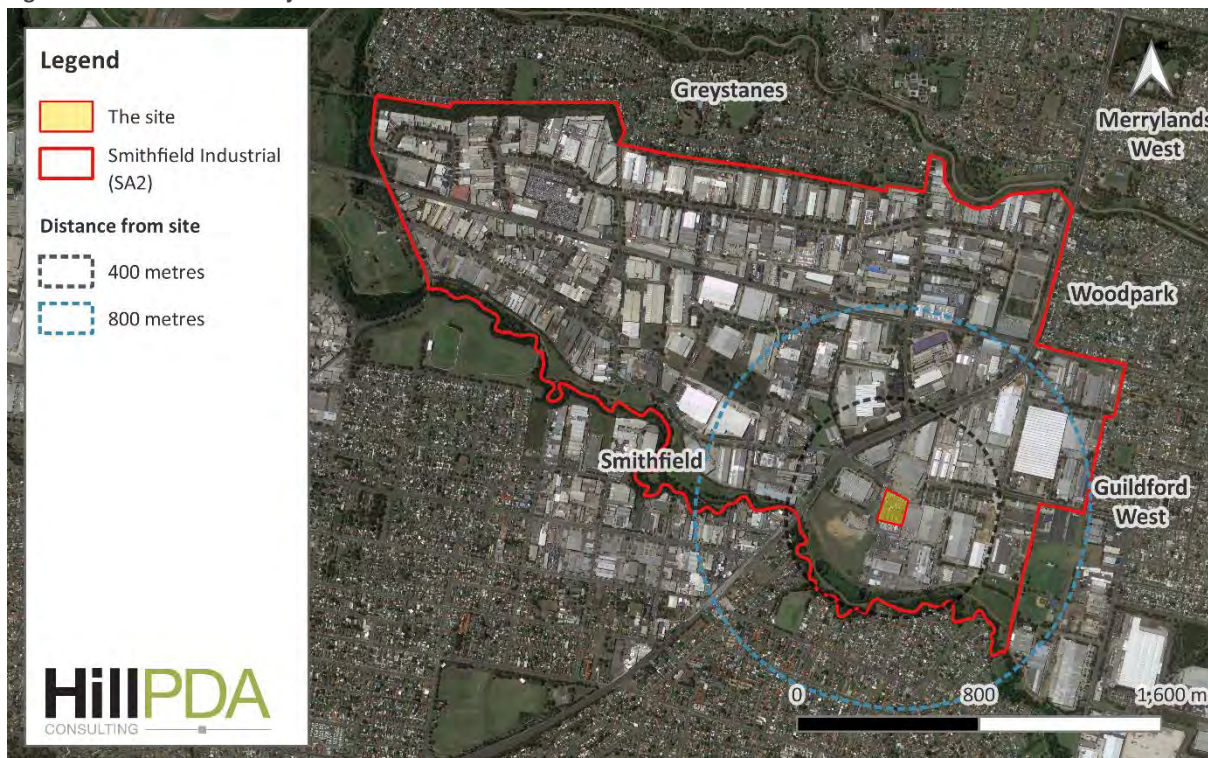 Legend
The site
Smithfield Industrial
(SA2)
Distance from site
400 metres
800 metres
HillPDA
CONSULTING
Greystanes
Merrylands
West
Woodpark
Smithfield
Guildford
West
0 800 1,600 m